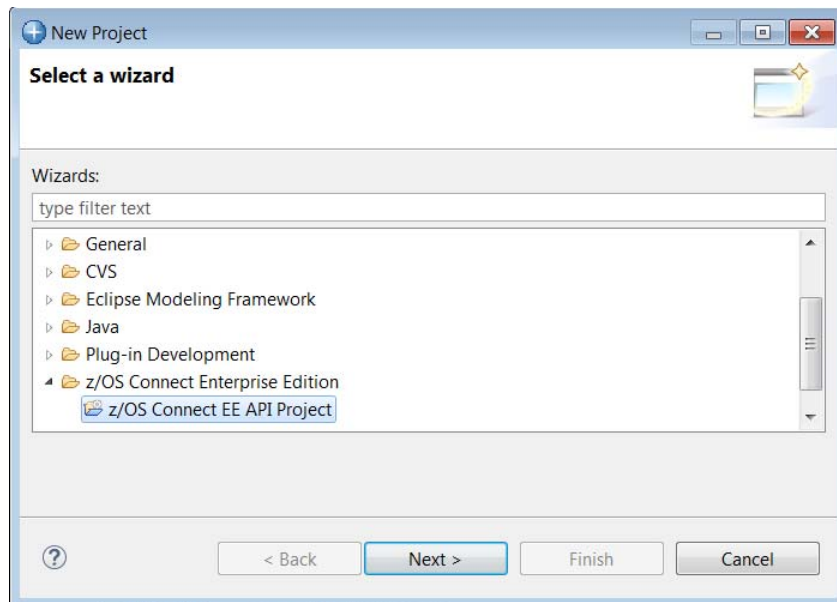 New Project
Select a wizard
Wizards:
type filter text
General
CVS
Eclipse Modeling Framework
Java
Plug-in Development
z/OS Connect Enterprise Edition
z/OS Connect EE API Project
? < Back Next > Finish Cancel